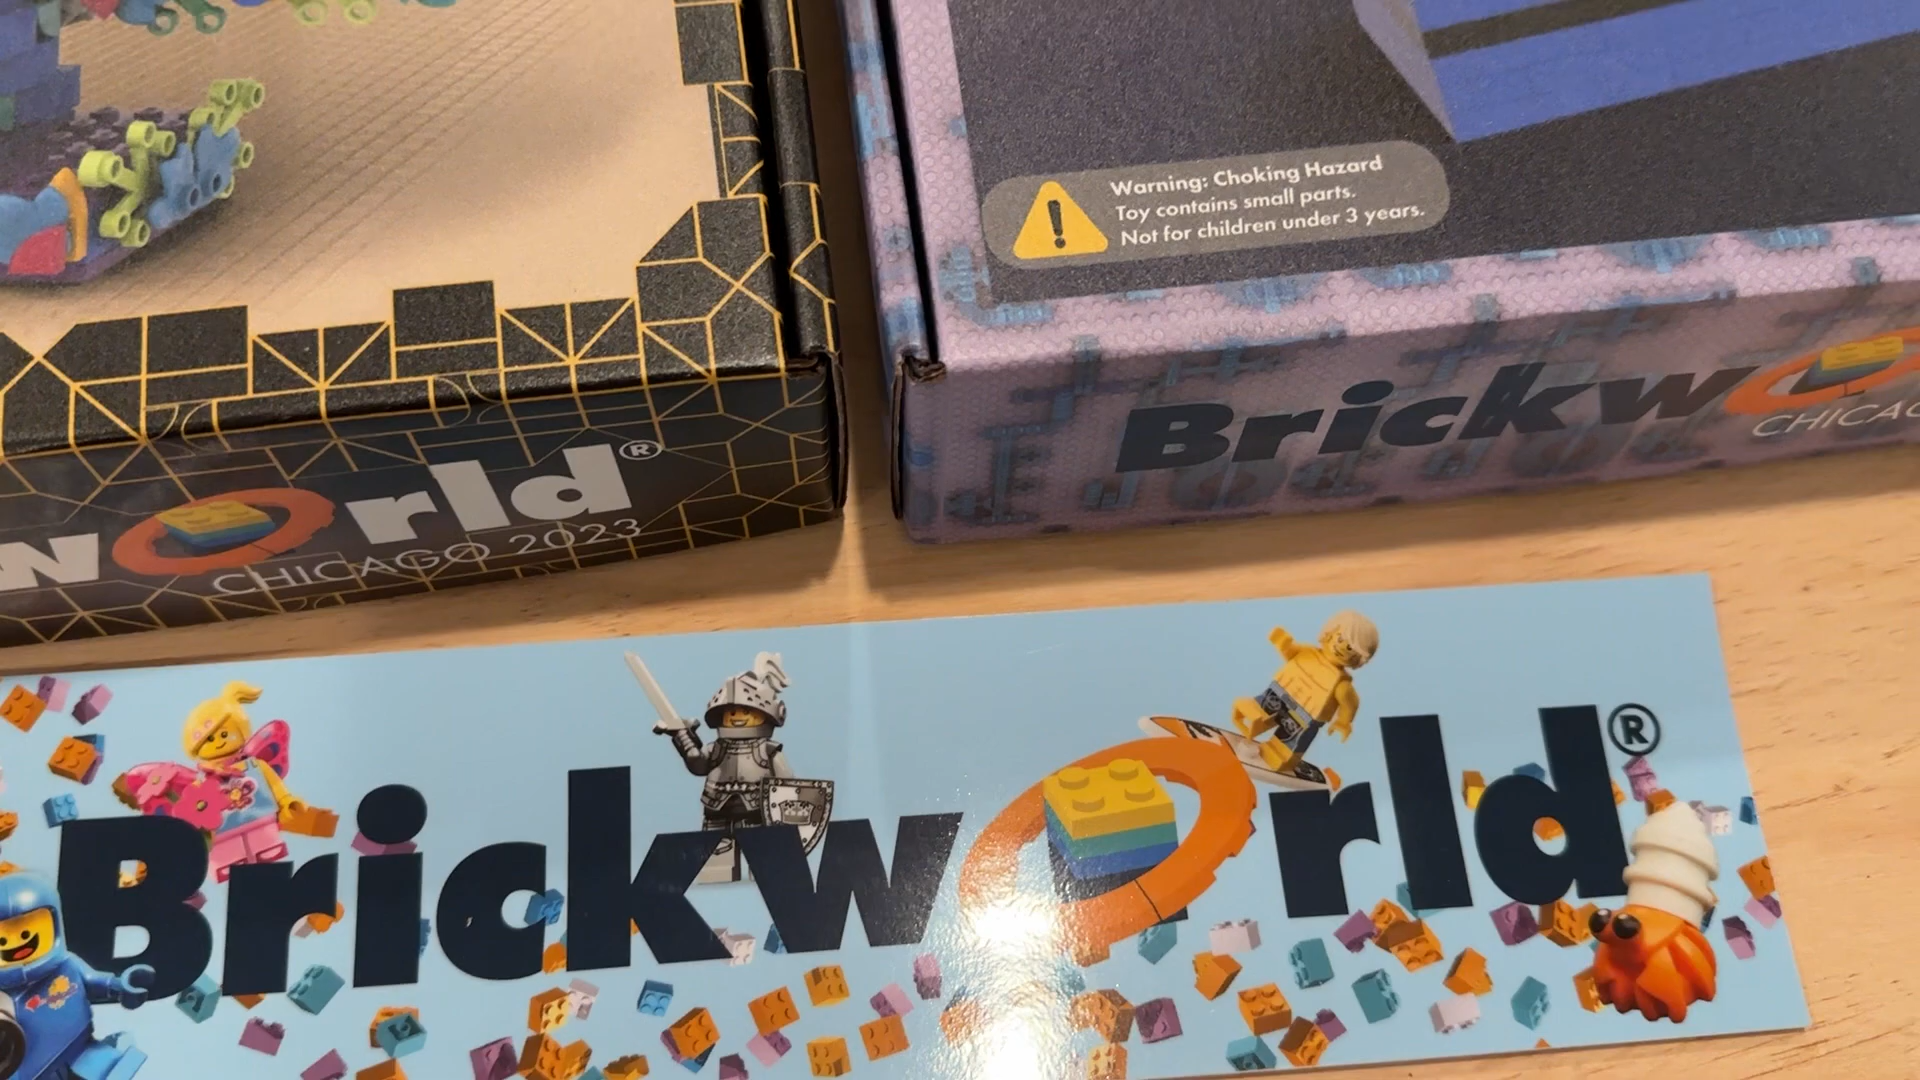 Warning: Choking Hazard
Toy contains small parts.
Not for children under 3 years.
Brickw
CHICAG
W rld®
CHICAGO 2023
Brickw rld®